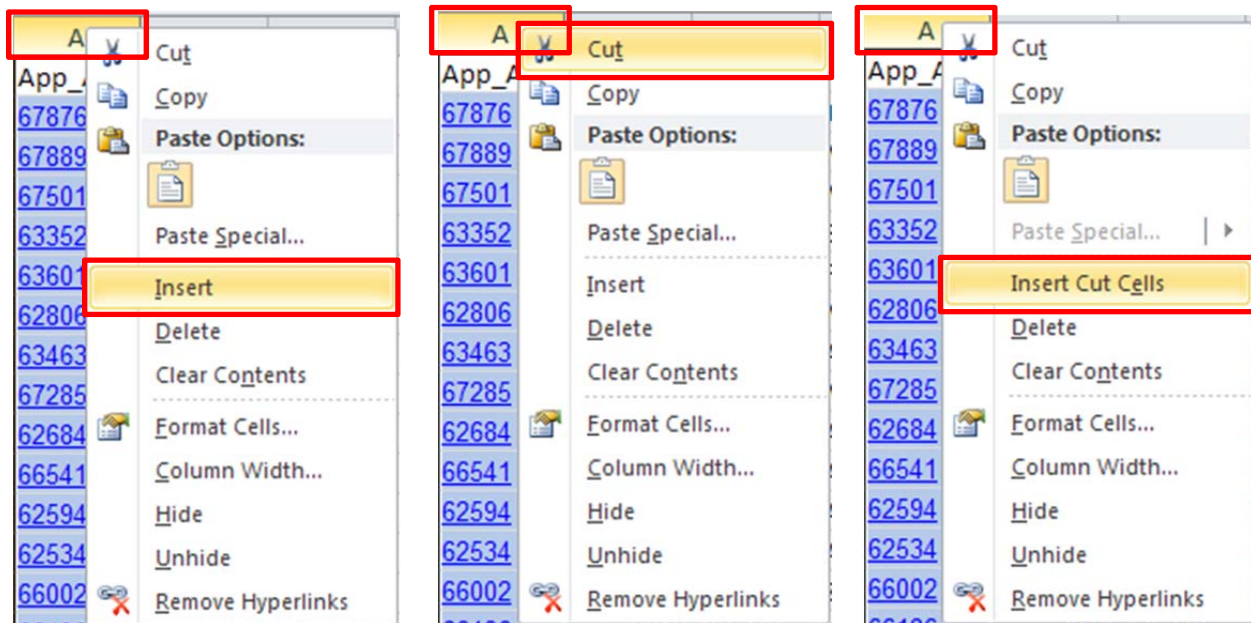 A
Cut
App_A
Copy
67876
Paste Options:
67889
67501
63352
Paste Special...
63601
Insert
62806
Delete
63463
Clear Contents
67285
62684
Format Cells...
66541
Column Width...
62594
Hide
62534
Unhide
66002
Remove Hyperlinks
A
Cut
App_A
Copy
67876
Paste Options:
67889
67501
63352
Paste Special...
63601
Insert
62806
Delete
63463
Clear Contents
67285
62684
Format Cells...
66541
Column Width...
62594
Hide
62534
Unhide
66002
Remove Hyperlinks
A
Cut
App_A
Copy
67876
Paste Options:
67889
67501
63352
Paste Special...
63601
Insert Cut Cells
62806
Delete
63463
Clear Contents
67285
62684
Format Cells...
66541
Column Width...
62594
Hide
62534
Unhide
66002
Remove Hyperlinks